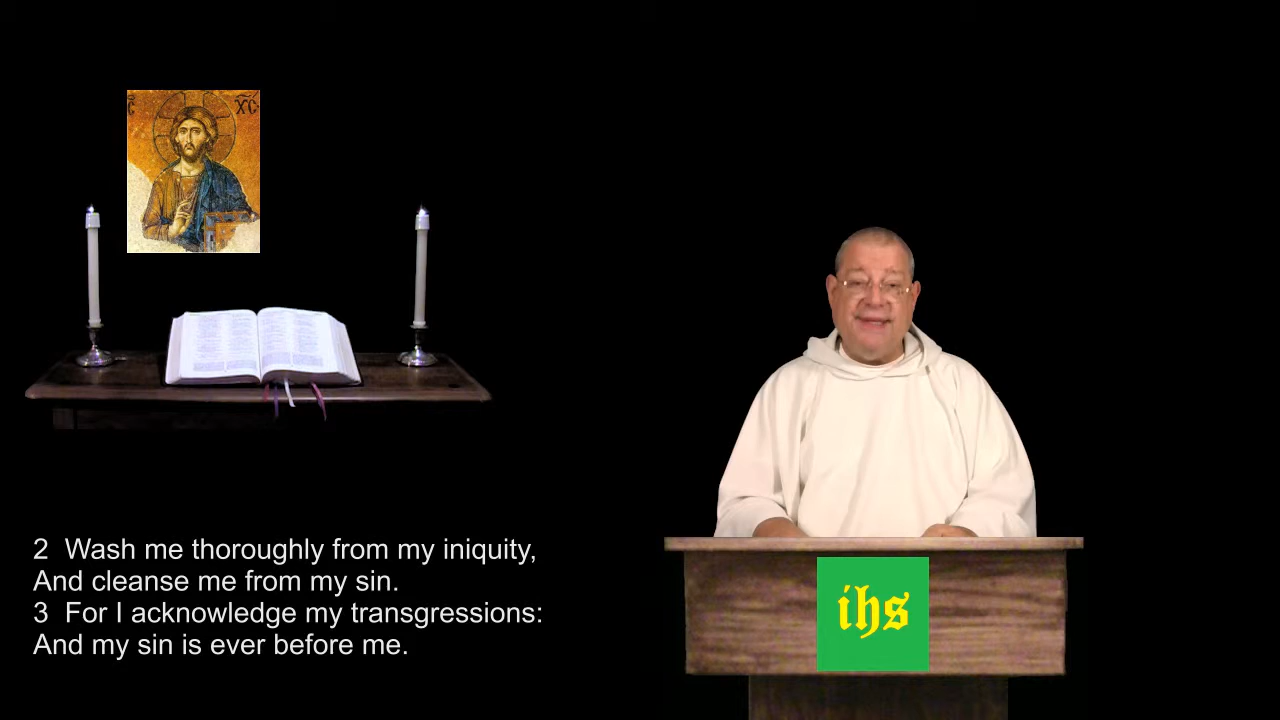 XC
2 Wash me thoroughly from my iniquity,
And cleanse me from my sin.
3 For I acknowledge my transgressions:
And my sin is ever before me.
ihs